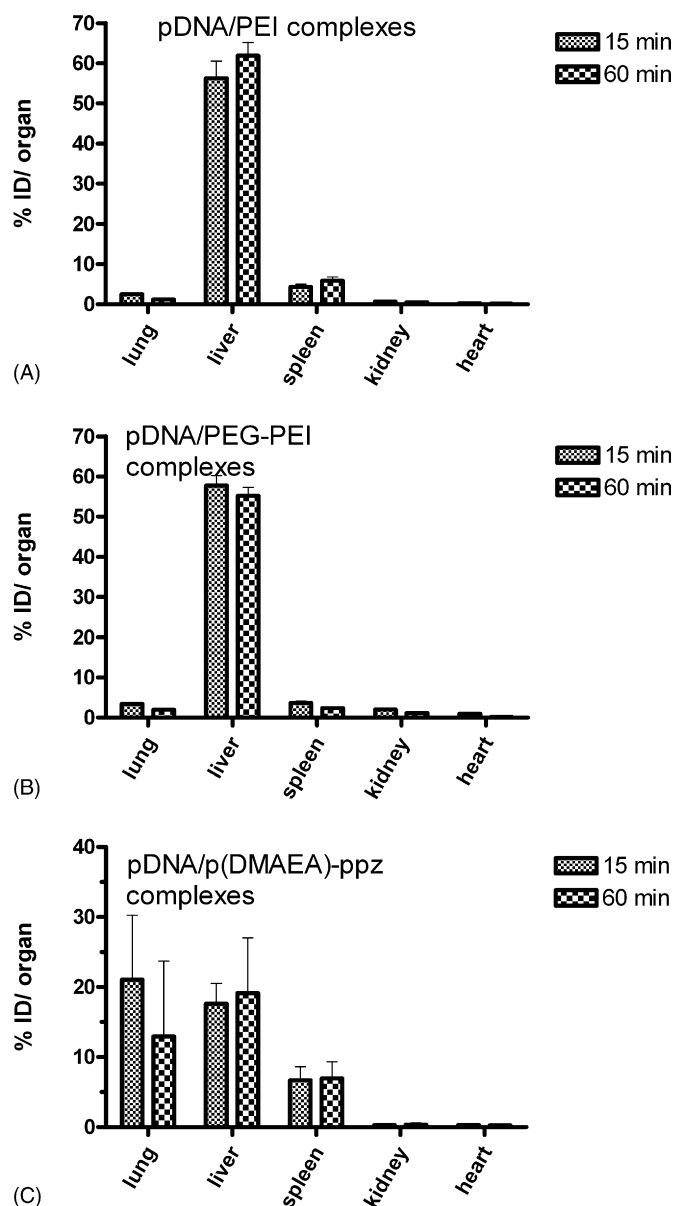 pDNA/PEI complexes
15 min
60 min
70
60
50
40
30
20
10
0
% ID/ organ
lung
liver
spleen
kidney
heart
(A)
pDNA/PEG-PEI
complexes
15 min
60 min
70
60
50
40
30
20
10
0
% ID/ organ
lung
liver
spleen
kidney
heart
(B)
pDNA/p(DMAEA)-ppz
complexes
15 min
60 min
40
30
20
10
0
% ID/ organ
lung
liver
spleen
kidney
heart
(C)